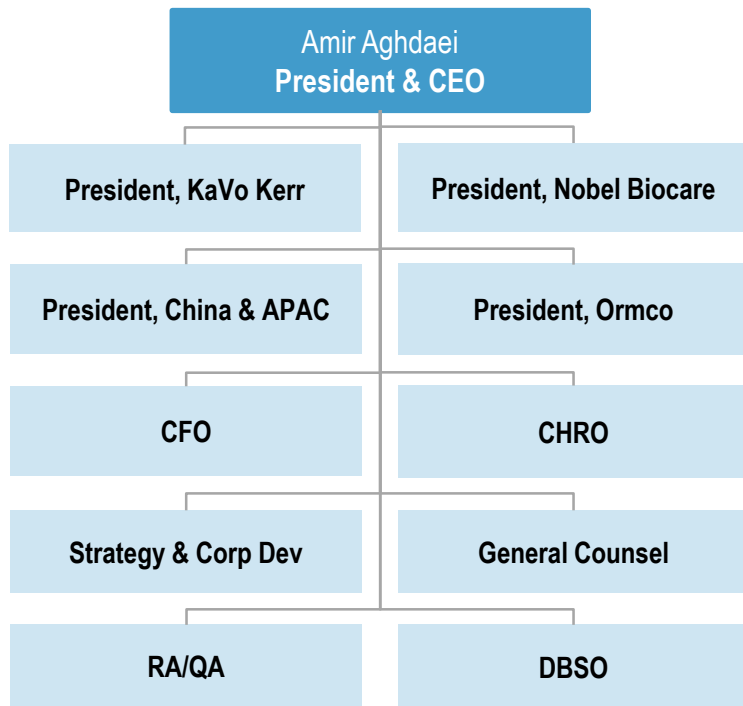 Amir Aghdaei
President & CEO
President, KaVo Kerr
President, Nobel Biocare
President, China & APAC
President, Ormco
CFO
CHRO
Strategy & Corp Dev
General Counsel
RA/QA
DBSO